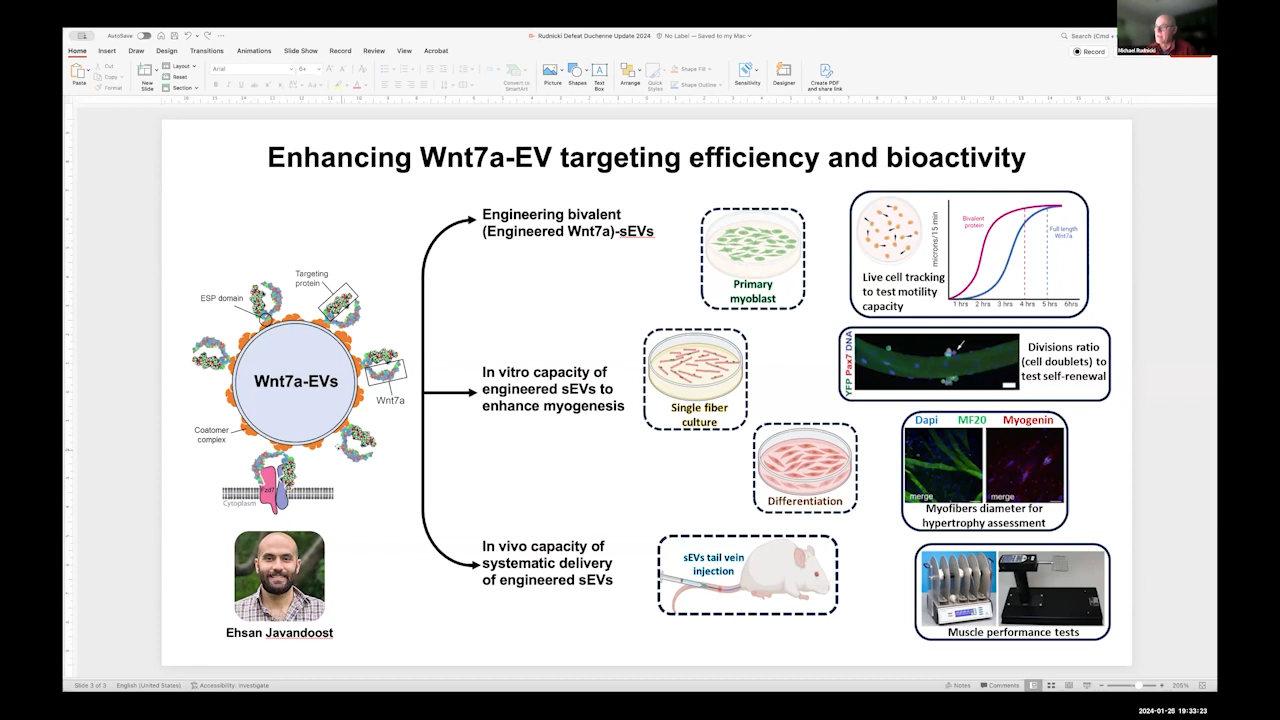 AutoSave
Rudnicki Defeat Duchenne Update 2024
No Label — Saved to my Mac
Search (Cmd +
Michael Rudnicki
Home Insert Draw Design Transitions Animations Slide Show Record Review View Acrobat
Record
Paste
Cut
Copy
Format
New Slide
Layout
Reset
Section
Arial
6+
Convert to SmartArt
Picture
Shapes
Text Box
Arrange
Quick Styles
Shape Fill
Shape Outline
Sensitivity
Designer
Create PDF and share link
Enhancing Wnt7a-EV targeting efficiency and bioactivity
Targeting
protein
ESP domain
Wnt7a-EVs
Wnt7a
Coatomer
complex
Fzd7
Cytoplasm
Ehsan Javandoost
Engineering bivalent
(Engineered Wnt7a)-sEVs
In vitro capacity of
engineered sEVs to
enhance myogenesis
In vivo capacity of
systematic delivery
of engineered sEVs
Primary
myoblast
Single fiber
culture
Differentiation
sEVs tail vein
injection
Live cell tracking
to test motility
capacity
microns/15 min
Bivalent
protein
Full length
Wnt7a
1 hrs 2 hrs 3 hrs 4 hrs 5 hrs 6hrs
YFP Pax7 DNA
Divisions ratio
(cell doublets) to
test self-renewal
Dapi MF20 Myogenin
merge
merge
Myofibers diameter for
hypertrophy assessment
Muscle performance tests
Slide 3 of 3
English (United States)
Accessibility: Investigate
Notes
Comments
205%
2024-01-25 19:33:23